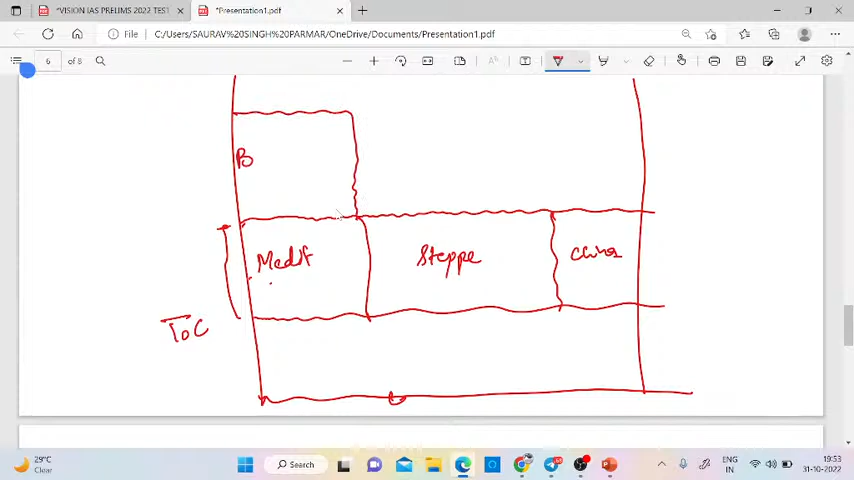 *VISION IAS PRELIMS 2022 TEST
*Presentation1.pdf
File
C:/Users/SAURAV%20SINGH%20PARMAR/OneDrive/Documents/Presentation1.pdf
6 of 8
B
Medit
Steppe
China
ToC
29°C
Clear
Search
ENG
IN
19:53
31-10-2022